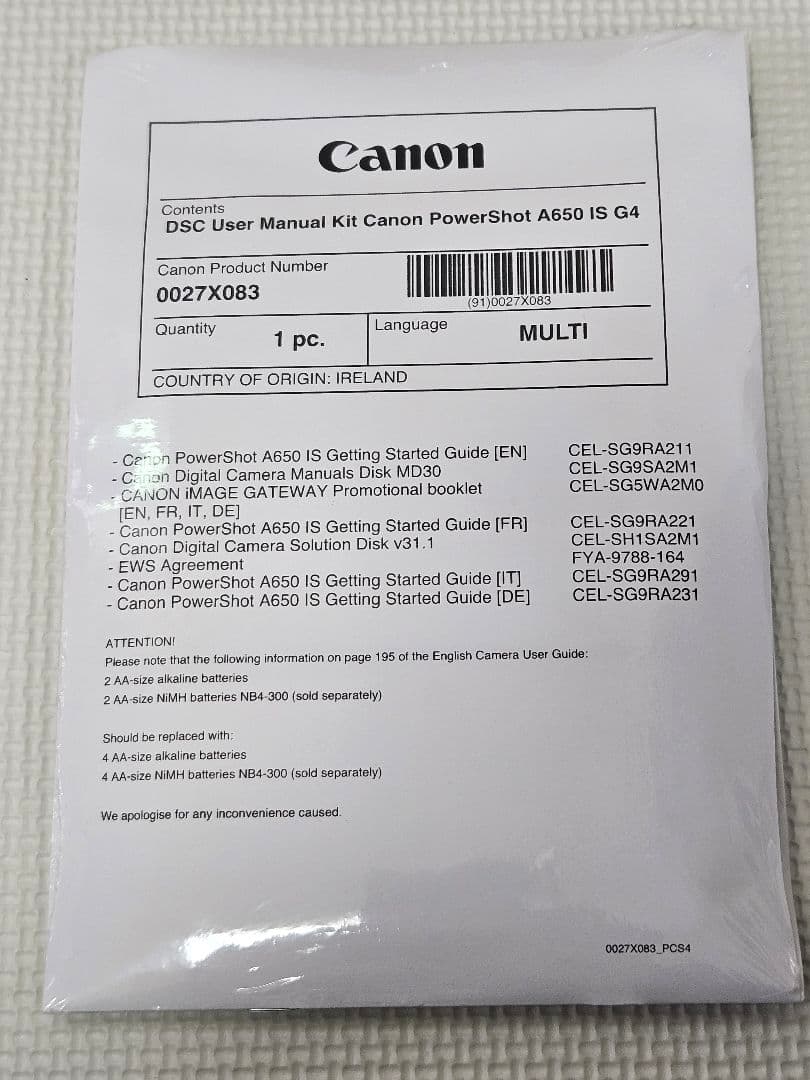 Canon
Contents
DSC User Manual Kit Canon PowerShot A650 IS G4
Canon Product Number
0027X083
(91)0027X083
Quantity
1 pc.
Language
MULTI
COUNTRY OF ORIGIN: IRELAND
- Canon PowerShot A650 IS Getting Started Guide [EN] CEL-SG9RA211
- Canon Digital Camera Manuals Disk MD30 CEL-SG9SA2M1
- CANON iMAGE GATEWAY Promotional booklet CEL-SG5WA2M0
[EN, FR, IT, DE]
- Canon PowerShot A650 IS Getting Started Guide [FR] CEL-SG9RA221
- Canon Digital Camera Solution Disk v31.1 CEL-SH1SA2M1
- EWS Agreement FYA-9788-164
- Canon PowerShot A650 IS Getting Started Guide [IT] CEL-SG9RA291
- Canon PowerShot A650 IS Getting Started Guide [DE] CEL-SG9RA231
ATTENTION!
Please note that the following information on page 195 of the English Camera User Guide:
2 AA-size alkaline batteries
2 AA-size NiMH batteries NB4-300 (sold separately)
Should be replaced with:
4 AA-size alkaline batteries
4 AA-size NiMH batteries NB4-300 (sold separately)
We apologise for any inconvenience caused.
0027X083_PCS4